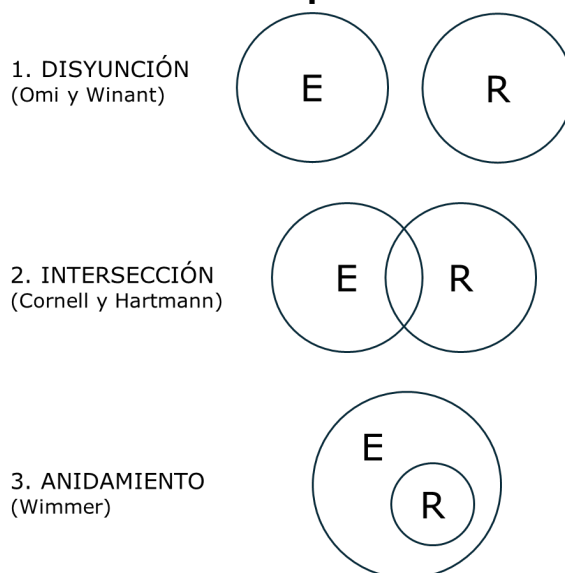 1. DISYUNCIÓN
(Omi y Winant)
E
R
2. INTERSECCIÓN
(Cornell y Hartmann)
E
R
3. ANIDAMIENTO
(Wimmer)
E
R